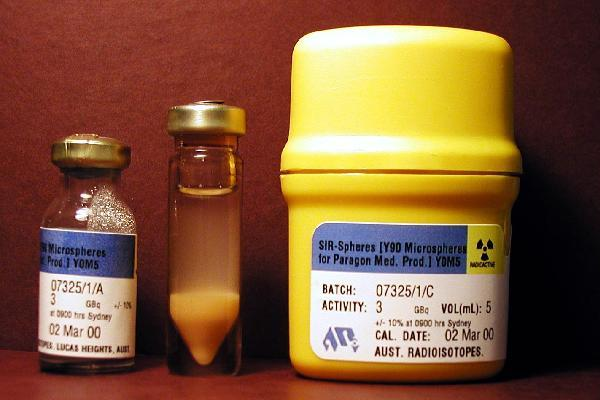 Microspheres
Prod.] Y0M5
07325/1/A
3 GBq +/- 10%
at 0900 hrs Sydney
02 Mar 00
LUCAS HEIGHTS, AUST.
SIR-Spheres [Y90 Microspheres
for Paragon Med. Prod.] Y0M5
RADIOACTIVE
BATCH: 07325/1/C
ACTIVITY: 3 GBq VOL(mL): 5
+/- 10% at 0900 hrs Sydney
CAL. DATE: 02 Mar 00
AUST. RADIOISOTOPES.